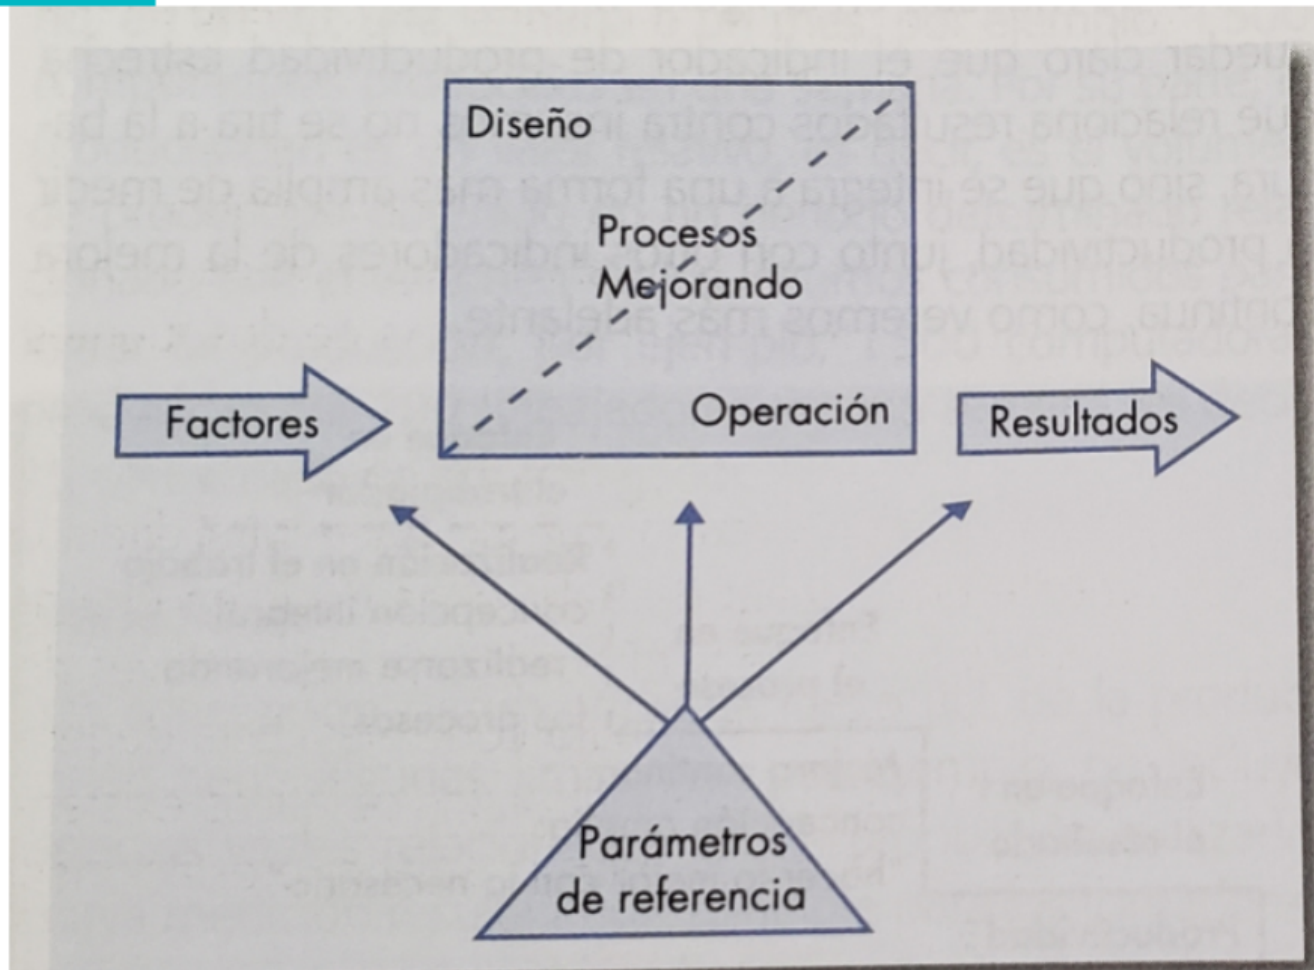 Diseño
Procesos
Mejorando
Operación
Factores
Resultados
Parámetros
de referencia